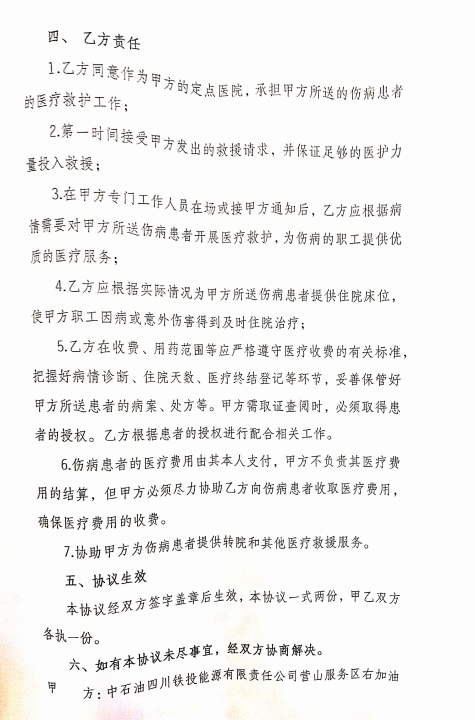 四、 乙方责任
1.乙方同意作为甲方的定点医院，承担甲方所送的伤病患者
的医疗救护工作；
2.第一时间接受甲方发出的救援请求，并保证足够的医护力
量投入救援；
3.在甲方专门工作人员在场或接甲方通知后，乙方应根据病
情需要对甲方所送伤病患者开展医疗救护，为伤病的职工提供优
质的医疗服务；
4.乙方应根据实际情况为甲方所送伤病患者提供住院床位，
使甲方职工因病或意外伤害得到及时住院治疗；
5.乙方在收费、用药范围等应严格遵守医疗收费的有关标准，
把握好病情诊断、住院天数、医疗终结登记等环节，妥善保管好
甲方所送患者的病案、处方等。甲方需取证查阅时，必须取得患
者的授权。乙方根据患者的授权进行配合相关工作。
6.伤病患者的医疗费用由其本人支付，甲方不负责其医疗费
用的结算，但甲方必须尽力协助乙方向伤病患者收取医疗费用，
确保医疗费用的收费。
7.协助甲方为伤病患者提供转院和其他医疗救援服务。
五、协议生效
本协议经双方签字盖章后生效，本协议一式两份，甲乙双方
各执一份。
六、如有本协议未尽事宜，经双方协商解决。
甲 方：中石油四川铁投能源有限责任公司营山服务区右加油